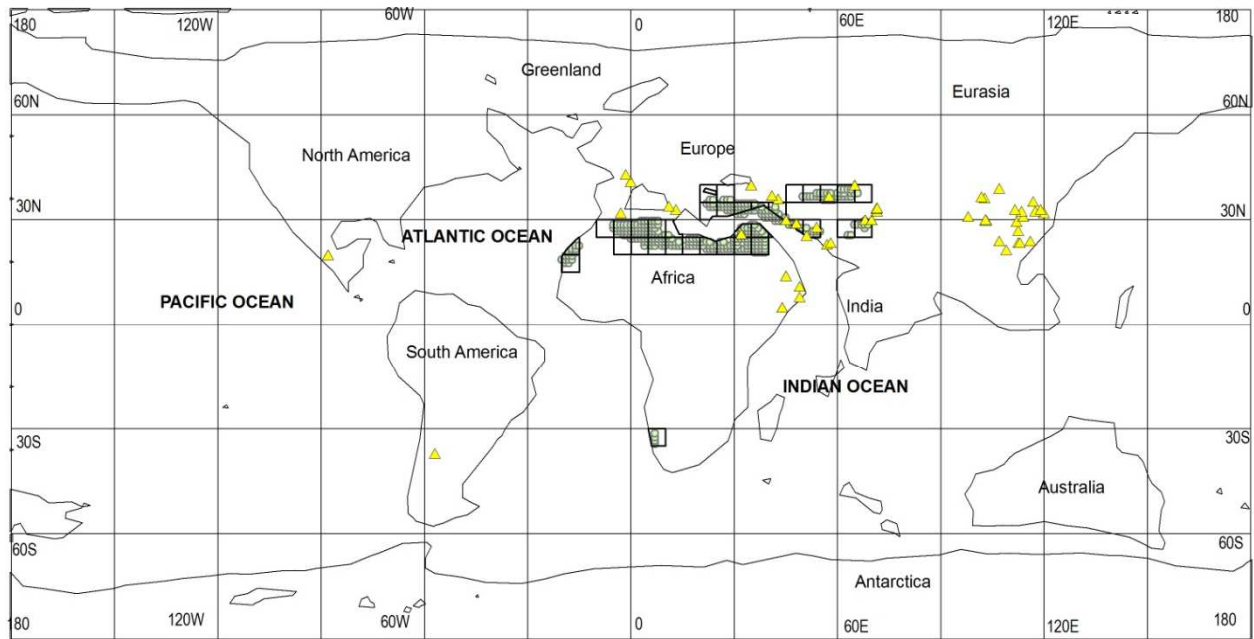 180 120W 60W 0 60E 120E 180
Greenland
60N Eurasia 60N
North America Europe
30N 30N
ATLANTIC OCEAN
Africa
PACIFIC OCEAN India
0 0
South America
INDIAN OCEAN
30S 30S
Australia
60S 60S
Antarctica
180 120W 60W 0 60E 120E 180